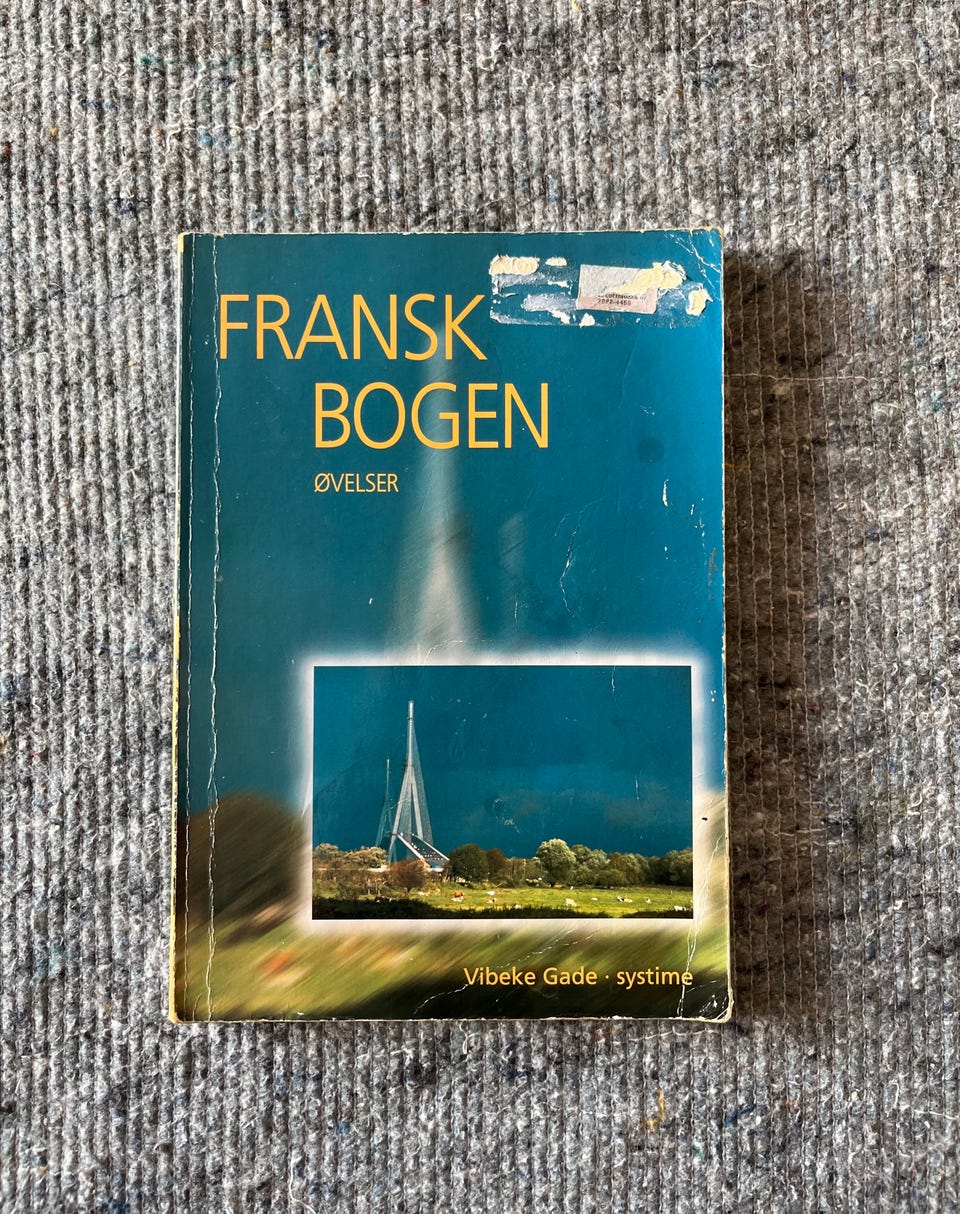 FRANSK
BOGEN
ØVELSER
Vibeke Gade · systime